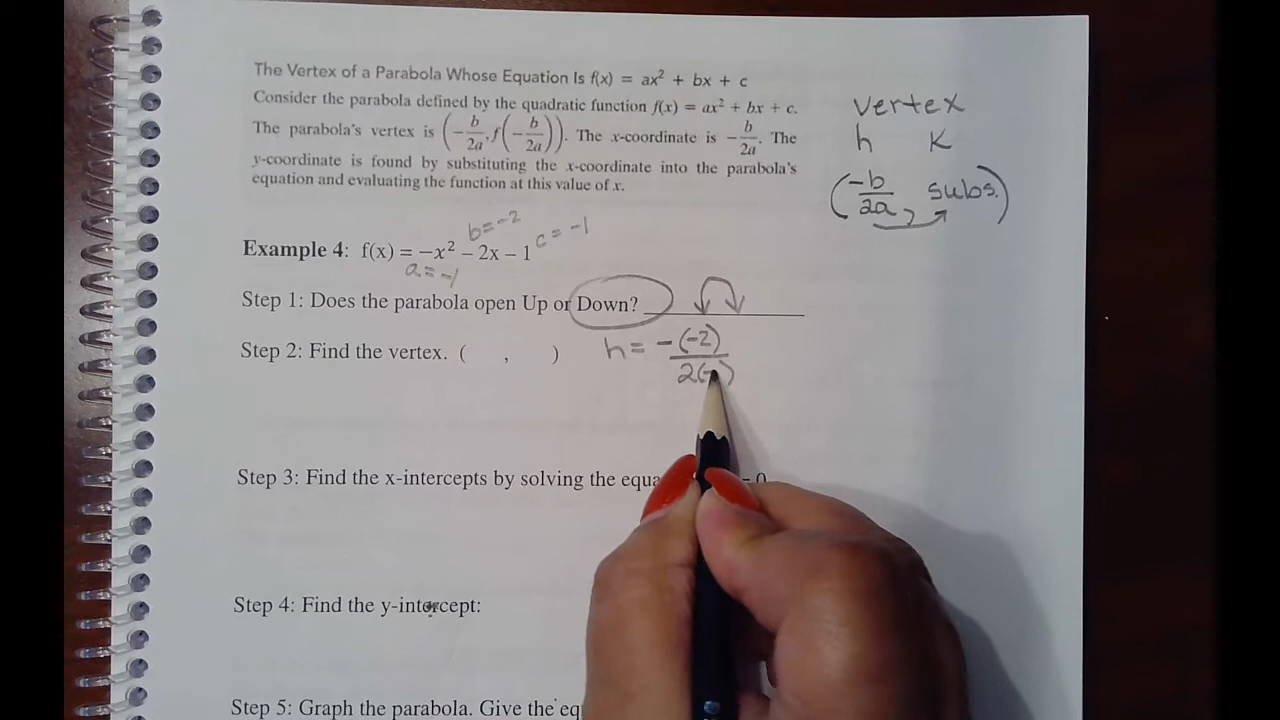 The Vertex of a Parabola Whose Equation Is f(x) = ax² + bx + c
Consider the parabola defined by the quadratic function f(x) = ax² + bx + c.
The parabola's vertex is (−b/2a, f(−b/2a)). The x-coordinate is −b/2a. The
y-coordinate is found by substituting the x-coordinate into the parabola's
equation and evaluating the function at this value of x.
vertex
h K
(-b/2a, subs.)
b=-2
c=-1
Example 4: f(x) = −x² − 2x − 1
a=-1
Step 1: Does the parabola open Up or Down?
Step 2: Find the vertex. ( , ) h = -(-2)/2(-
Step 3: Find the x-intercepts by solving the = 0
Step 4: Find the y-intercept:
Step 5: Graph the parabola. Give the